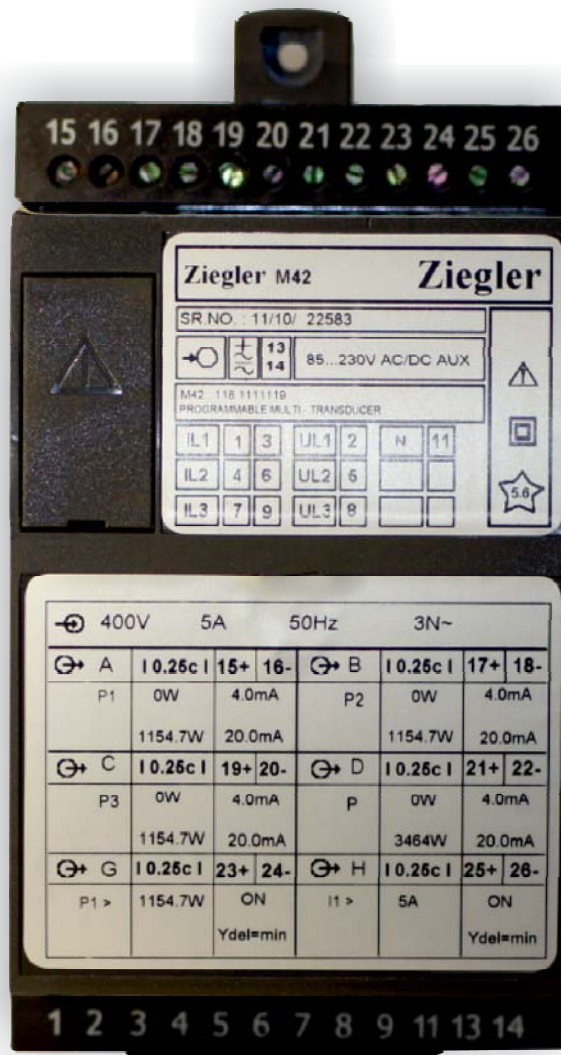 15 16 17 18 19 20 21 22 23 24 25 26
Ziegler M42 Ziegler
SR.NO. : 11/10/ 22583
13
14
85...230V AC/DC AUX
M42 : 118 1111119
PROGRAMMABLE MULTI - TRANSDUCER
IL1 1 3 UL1 2 N 11
IL2 4 6 UL2 5
IL3 7 9 UL3 8
5.6
400V 5A 50Hz 3N~
A I 0.25c I 15+ 16- B I 0.25c I 17+ 18-
P1 0W 4.0mA P2 0W 4.0mA
1154.7W 20.0mA 1154.7W 20.0mA
C I 0.25c I 19+ 20- D I 0.25c I 21+ 22-
P3 0W 4.0mA P 0W 4.0mA
1154.7W 20.0mA 3464W 20.0mA
G I 0.25c I 23+ 24- H I 0.25c I 25+ 26-
P1 > 1154.7W ON I1 > 5A ON
Ydel=min Ydel=min
1 2 3 4 5 6 7 8 9 11 13 14